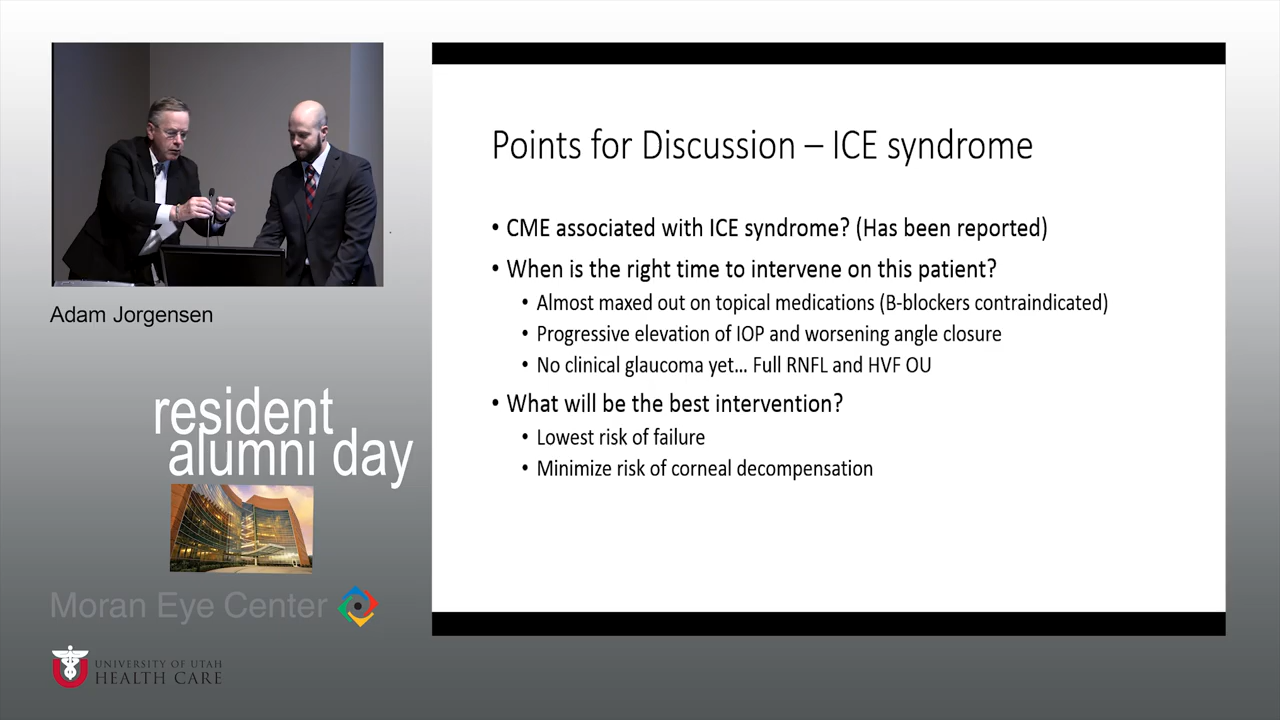 Points for Discussion – ICE syndrome
• CME associated with ICE syndrome? (Has been reported)
• When is the right time to intervene on this patient?
• Almost maxed out on topical medications (B-blockers contraindicated)
• Progressive elevation of IOP and worsening angle closure
• No clinical glaucoma yet... Full RNFL and HVF OU
• What will be the best intervention?
• Lowest risk of failure
• Minimize risk of corneal decompensation
Adam Jorgensen
resident
alumni day
Moran Eye Center
UNIVERSITY OF UTAH
HEALTH CARE